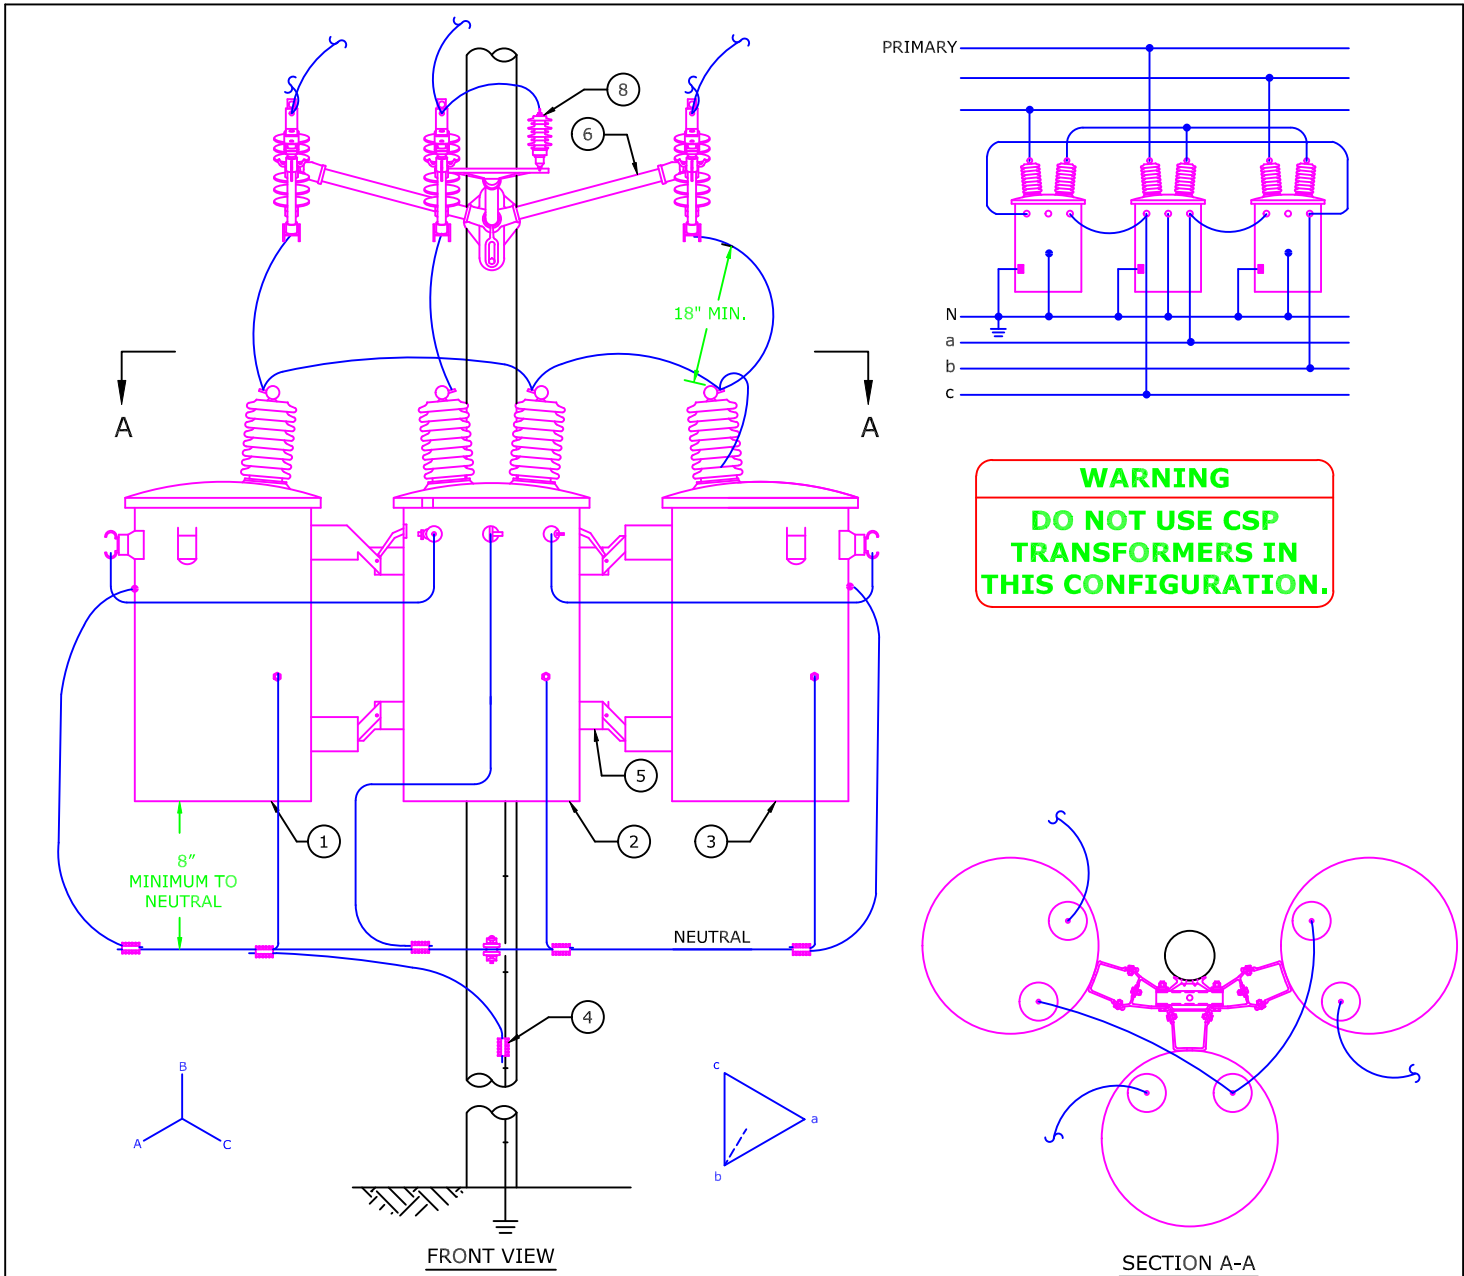 PRIMARY
8
6
18" MIN.
N
a
b
c
A
A
WARNING
DO NOT USE CSP
TRANSFORMERS IN
THIS CONFIGURATION.
5
1
2
3
8"
MINIMUM TO
NEUTRAL
NEUTRAL
4
B
A
C
c
a
b
FRONT VIEW
SECTION A-A